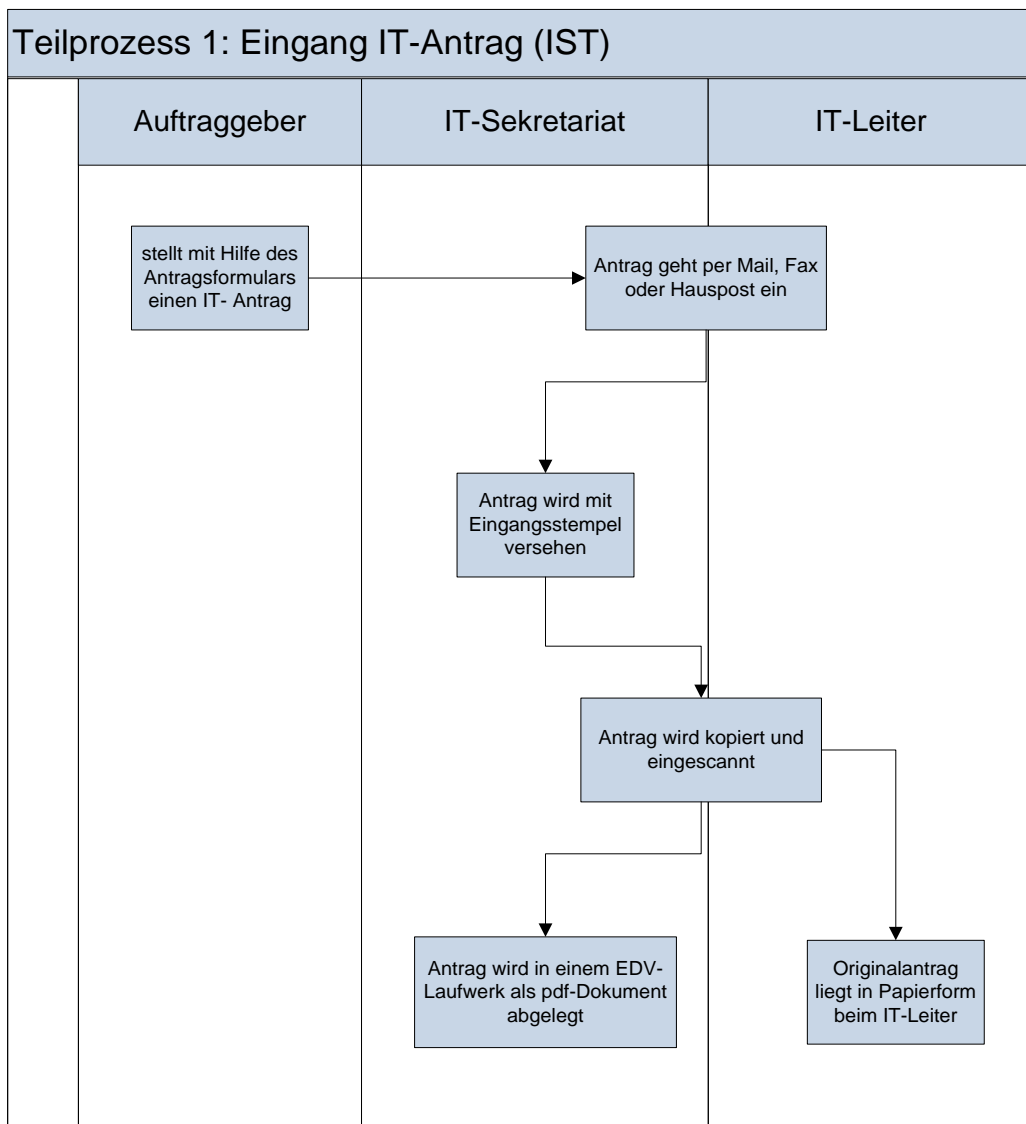 Teilprozess 1: Eingang IT-Antrag (IST)
Auftraggeber
IT-Sekretariat
IT-Leiter
stellt mit Hilfe des
Antragsformulars
einen IT- Antrag
Antrag geht per Mail, Fax
oder Hauspost ein
Antrag wird mit
Eingangsstempel
versehen
Antrag wird kopiert und
eingescannt
Antrag wird in einem EDV-
Laufwerk als pdf-Dokument
abgelegt
Originalantrag
liegt in Papierform
beim IT-Leiter